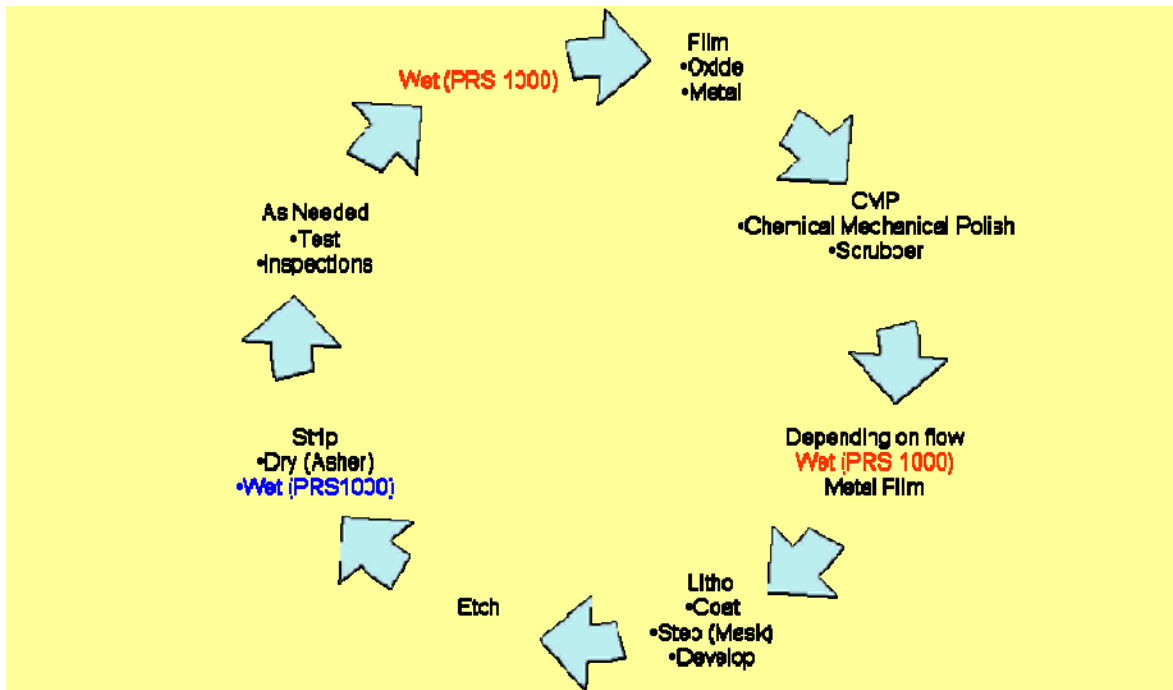 Wet (PRS 1000)
Film
•Oxide
•Metal
CMP
•Chemical Mechanical Polish
•Scrubber
Depending on flow
Wet (PRS 1000)
Metal Film
Litho
•Coat
•Step (Mask)
•Develop
Etch
Strip
•Dry (Asher)
•Wet (PRS1000)
As Needed
•Test
•Inspections